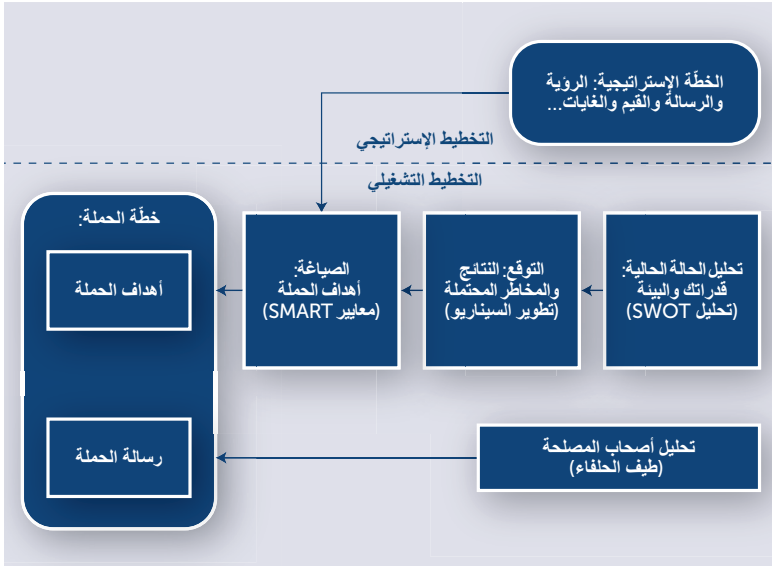 الخطّة الإستراتيجية: الرؤية
والرسالة والقيم والغايات...
التخطيط الإستراتيجي
التخطيط التشغيلي
تحليل الحالة الحالية:
قدراتك والبيئة
(تحليل SWOT)
التوقع: النتائج
والمخاطر المحتملة
(تطوير السيناريو)
الصياغة:
أهداف الحملة
(معايير SMART)
خطّة الحملة:
أهداف الحملة
رسالة الحملة
تحليل أصحاب المصلحة
(طيف الحلفاء)